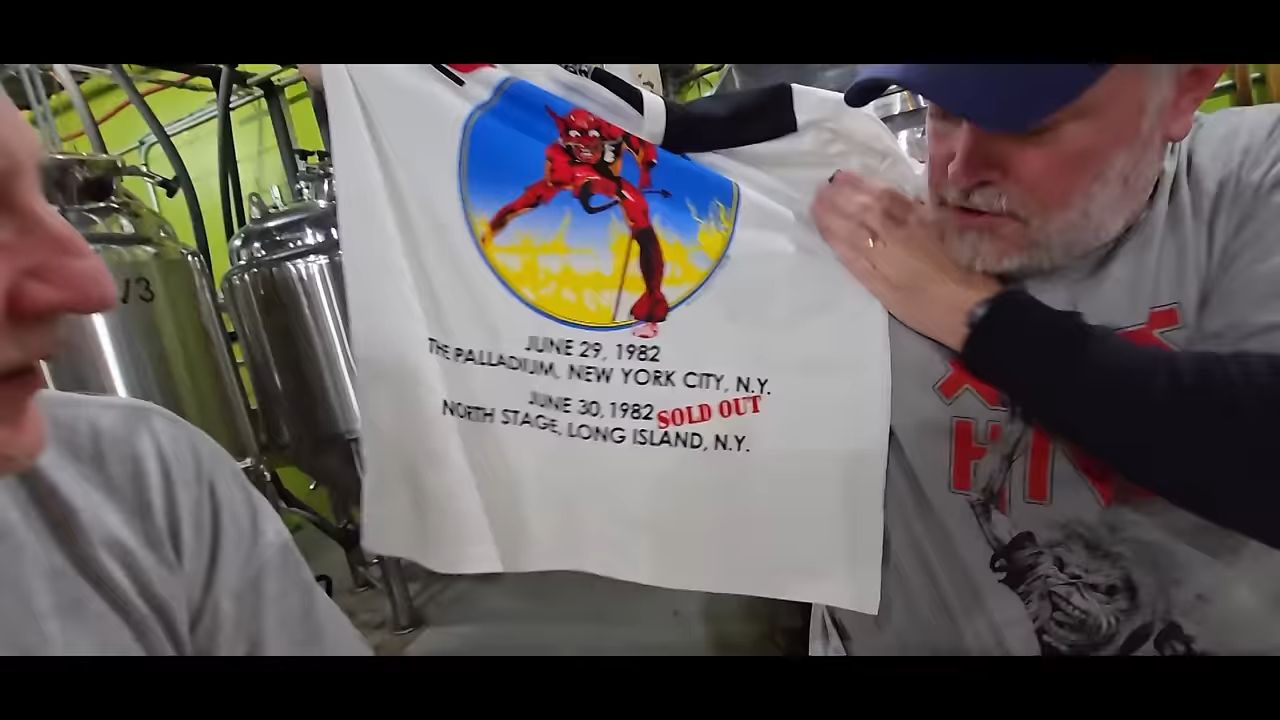 JUNE 29, 1982
THE PALLADIUM, NEW YORK CITY, N.Y.
JUNE 30, 1982 SOLD OUT
NORTH STAGE, LONG ISLAND, N.Y.